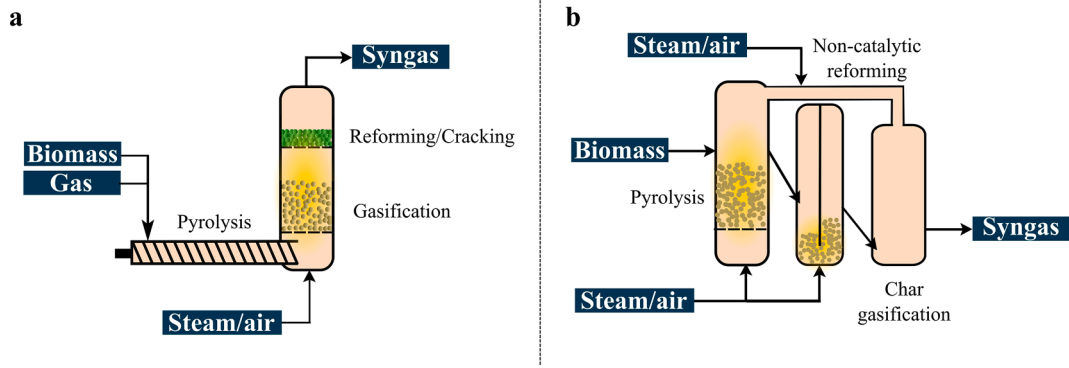 a
Syngas
Reforming/Cracking
Biomass
Gas
Pyrolysis
Gasification
Steam/air
b
Steam/air
Non-catalytic
reforming
Biomass
Pyrolysis
Syngas
Steam/air
Char
gasification